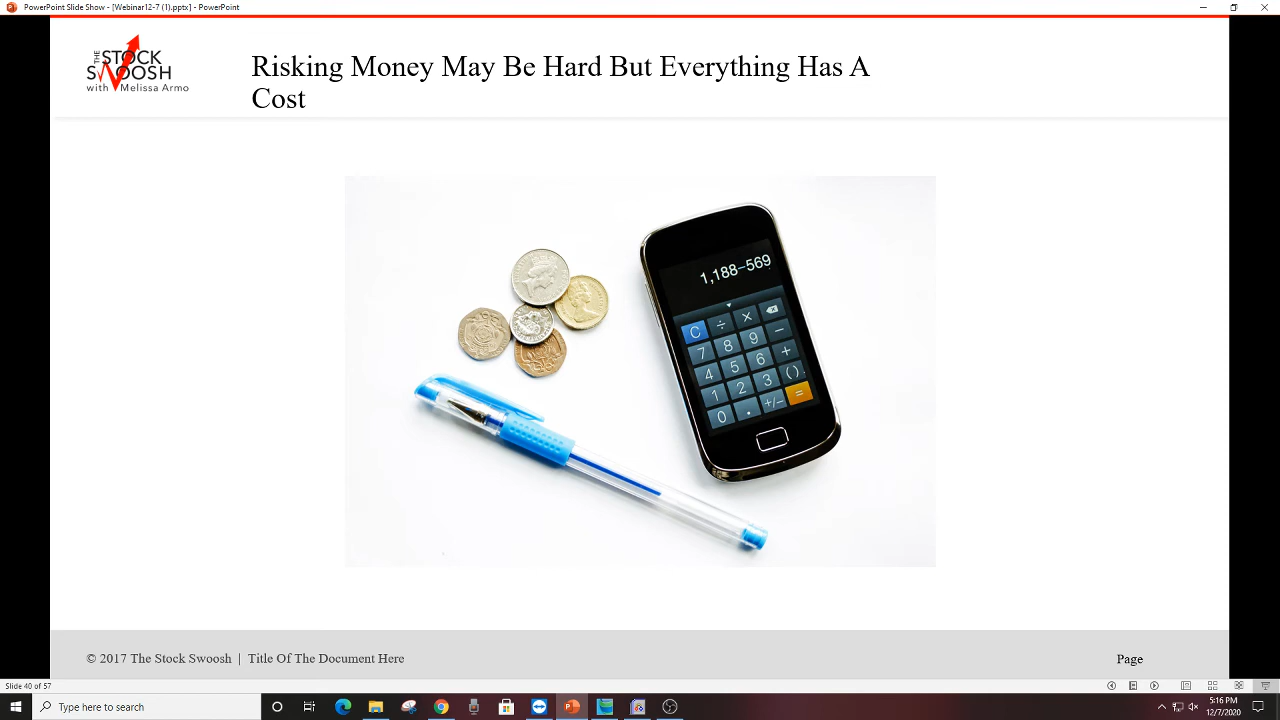 PowerPoint Slide Show - [Webinar12-7 (1).pptx] - PowerPoint
THE
STOCK
SWOOSH
with Melissa Armo
Risking Money May Be Hard But Everything Has A
Cost
1,188−569
C ÷ × 
7 8 9 −
4 5 6 +
1 2 3 ( )
0 . +/− =
© 2017 The Stock Swoosh | Title Of The Document Here
Page
Slide 40 of 57
Type here to search
5:16 PM
12/7/2020